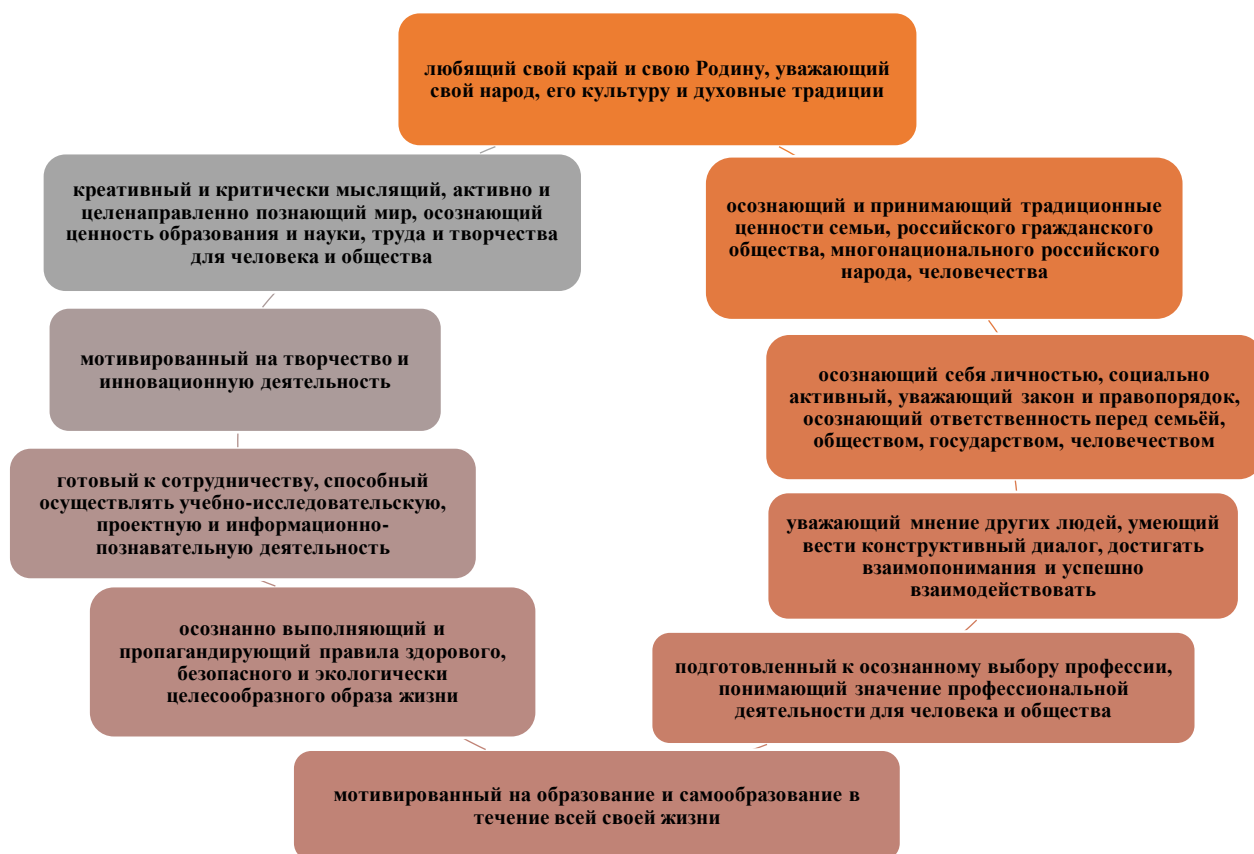 любящий свой край и свою Родину, уважающий
свой народ, его культуру и духовные традиции
креативный и критически мыслящий, активно и
целенаправленно познающий мир, осознающий
ценность образования и науки, труда и творчества
для человека и общества
осознающий и принимающий традиционные
ценности семьи, российского гражданского
общества, многонационального российского
народа, человечества
мотивированный на творчество и
инновационную деятельность
осознающий себя личностью, социально
активный, уважающий закон и правопорядок,
осознающий ответственность перед семьёй,
обществом, государством, человечеством
готовый к сотрудничеству, способный
осуществлять учебно-исследовательскую,
проектную и информационно-
познавательную деятельность
уважающий мнение других людей, умеющий
вести конструктивный диалог, достигать
взаимопонимания и успешно
взаимодействовать
осознанно выполняющий и
пропагандирующий правила здорового,
безопасного и экологически
целесообразного образа жизни
подготовленный к осознанному выбору профессии,
понимающий значение профессиональной
деятельности для человека и общества
мотивированный на образование и самообразование в
течение всей своей жизни